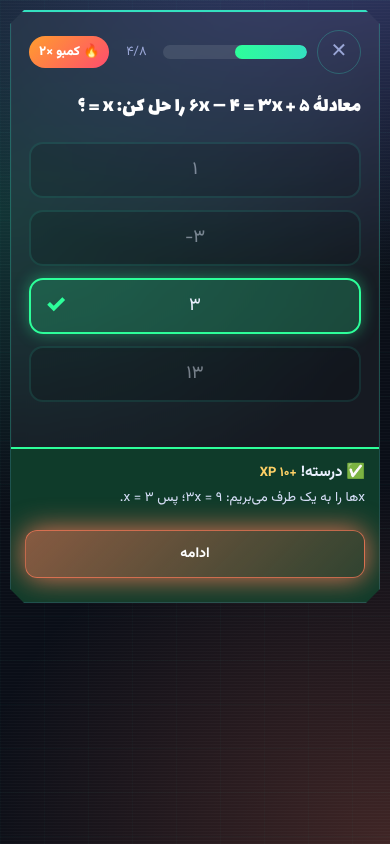 ✕
۴/۸
🔥 کمبو ×۲
معادلهٔ ۶x − ۴ = ۳x + ۵ را حل کن: x = ؟
۱
-۳
۳ ✓
۱۳
✅ درسته! +۱۰ XP
xها را به یک طرف می‌بریم: ۳x = ۹؛ پس x = ۳.
ادامه